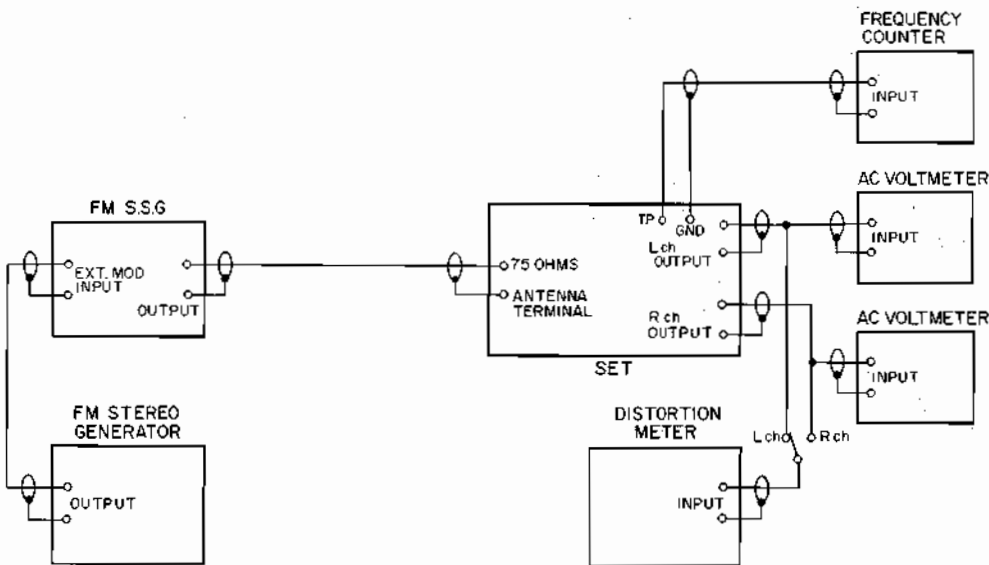 FREQUENCY
COUNTER
INPUT
AC VOLTMETER
INPUT
FM S.S.G
EXT. MOD
INPUT
OUTPUT
TP
GND
75 OHMS
ANTENNA
TERMINAL
L ch
OUTPUT
R ch
OUTPUT
SET
AC VOLTMETER
INPUT
FM STEREO
GENERATOR
OUTPUT
DISTORTION
METER
L ch
R ch
INPUT